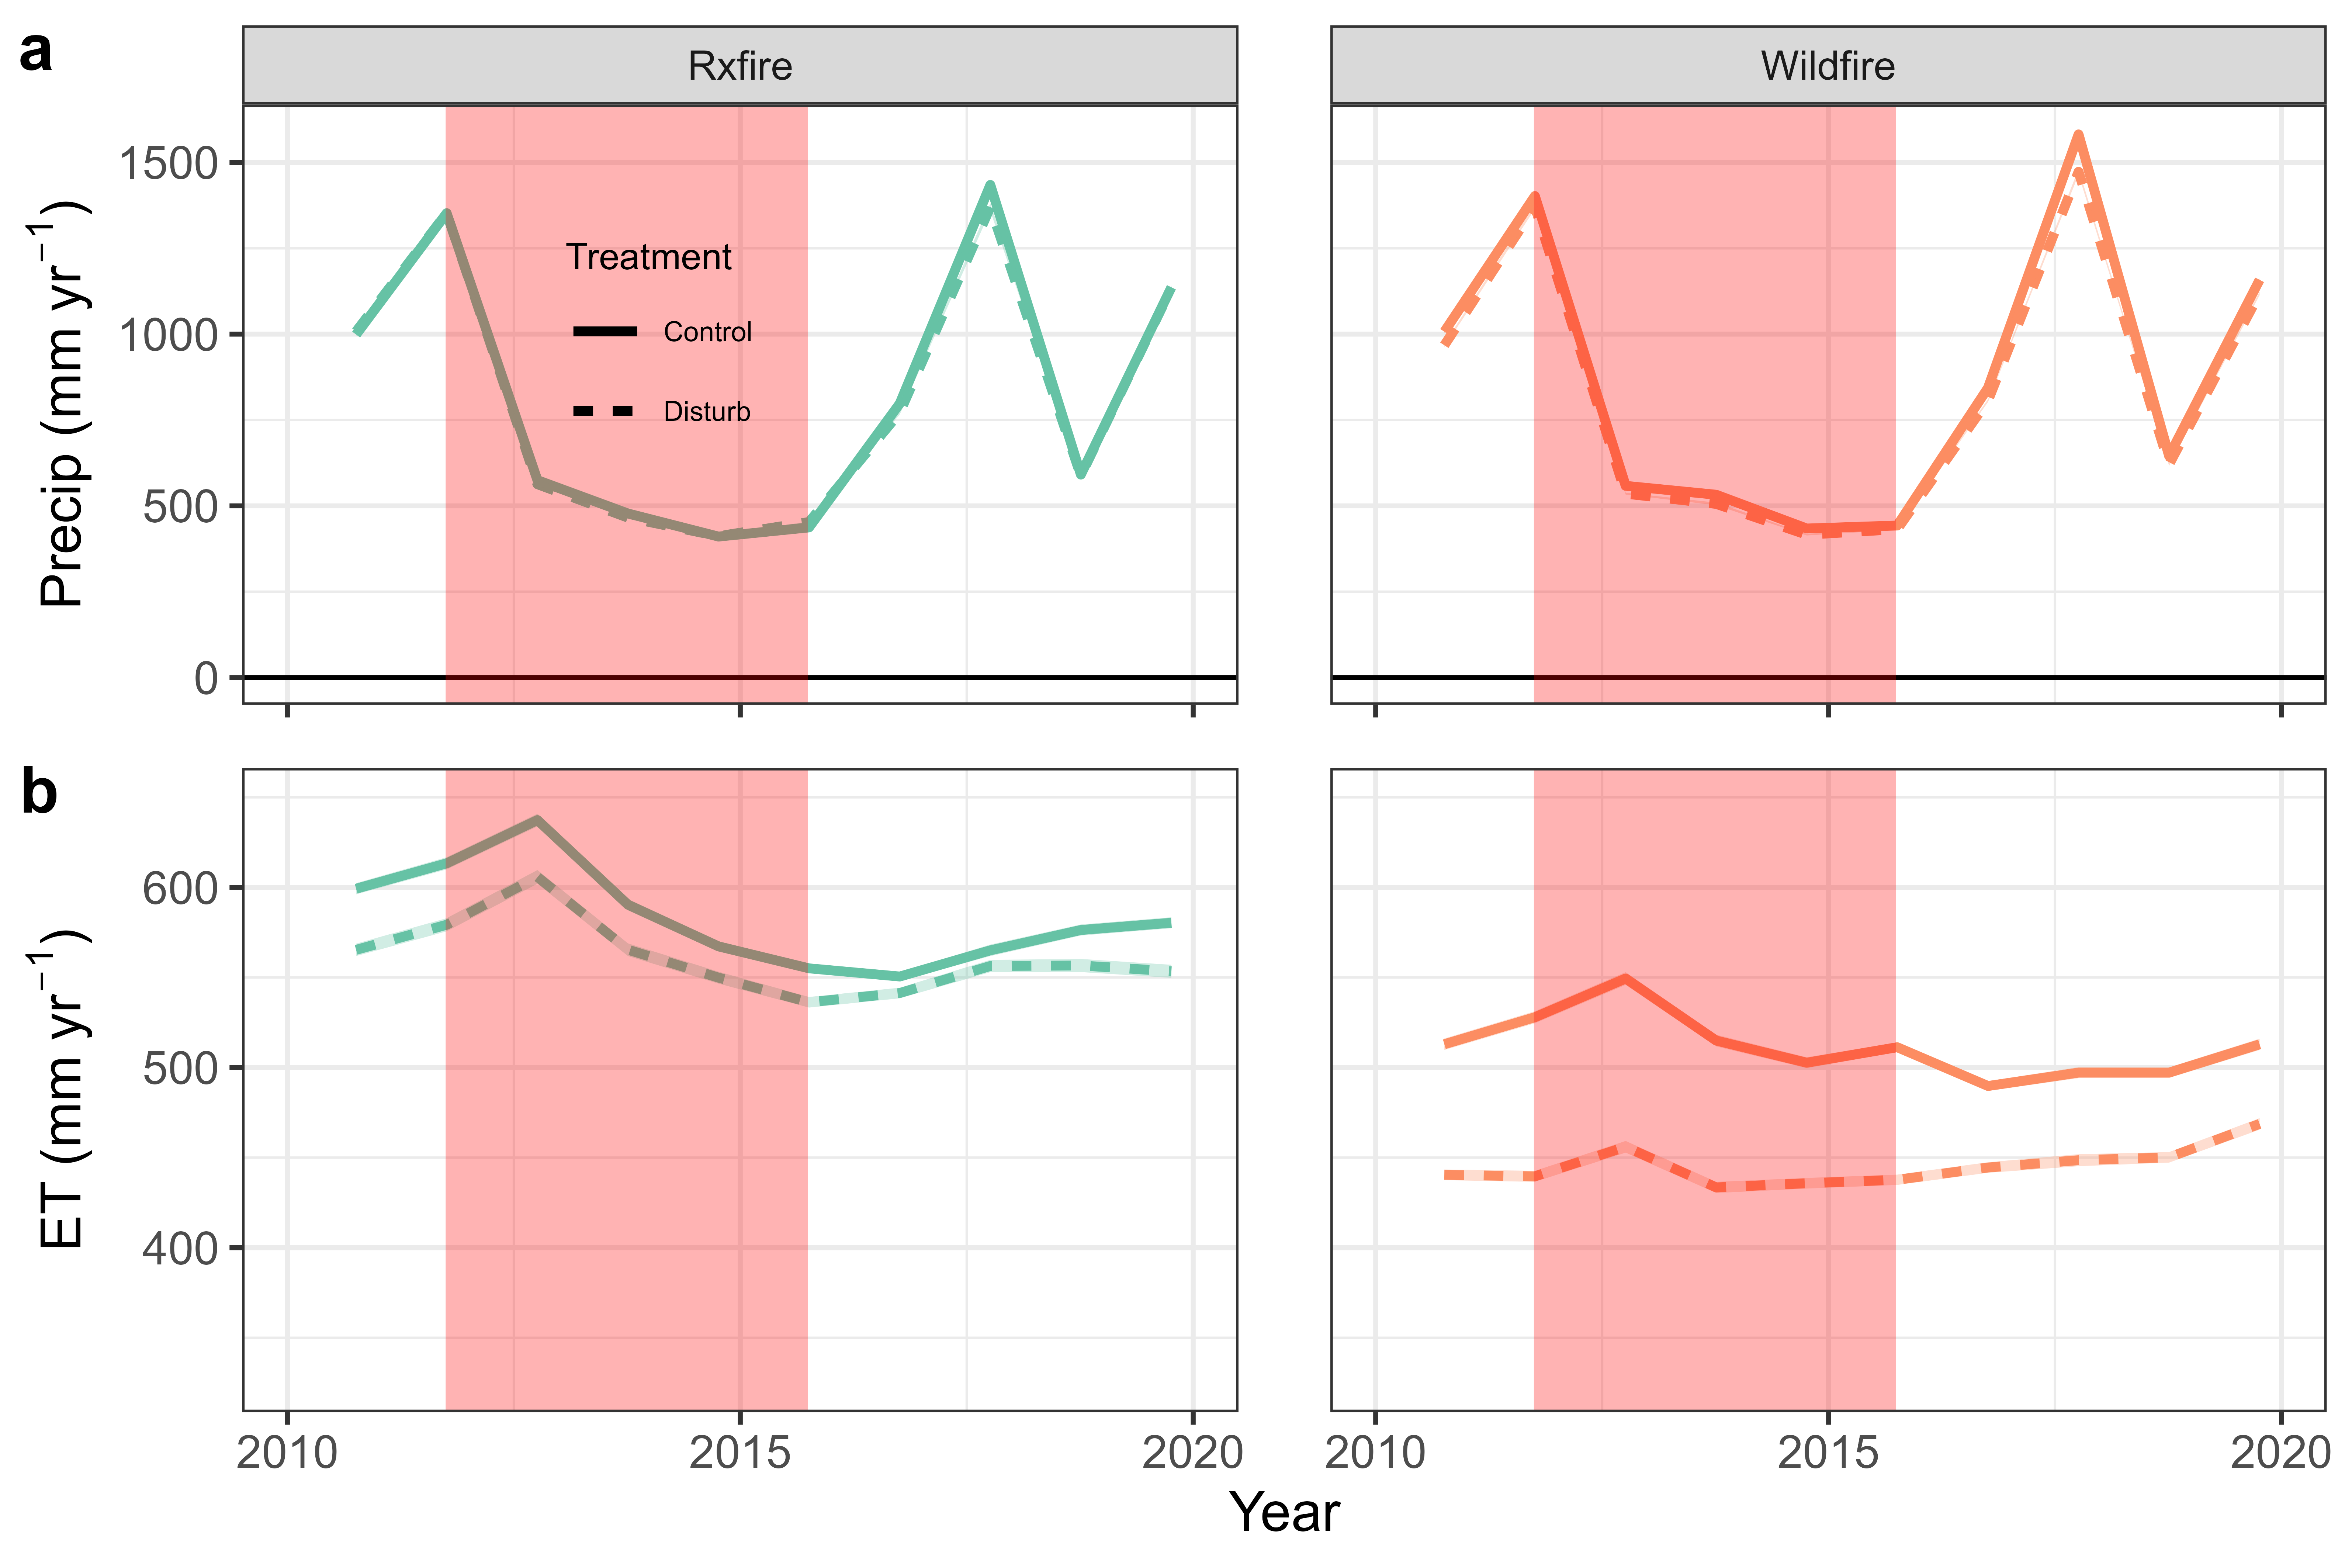 a
Rxfire
Wildfire
Precip (mm yr⁻¹)
1500
1000
500
0
Treatment
Control
Disturb
b
ET (mm yr⁻¹)
600
500
400
2010
2015
2020
2010
2015
2020
Year